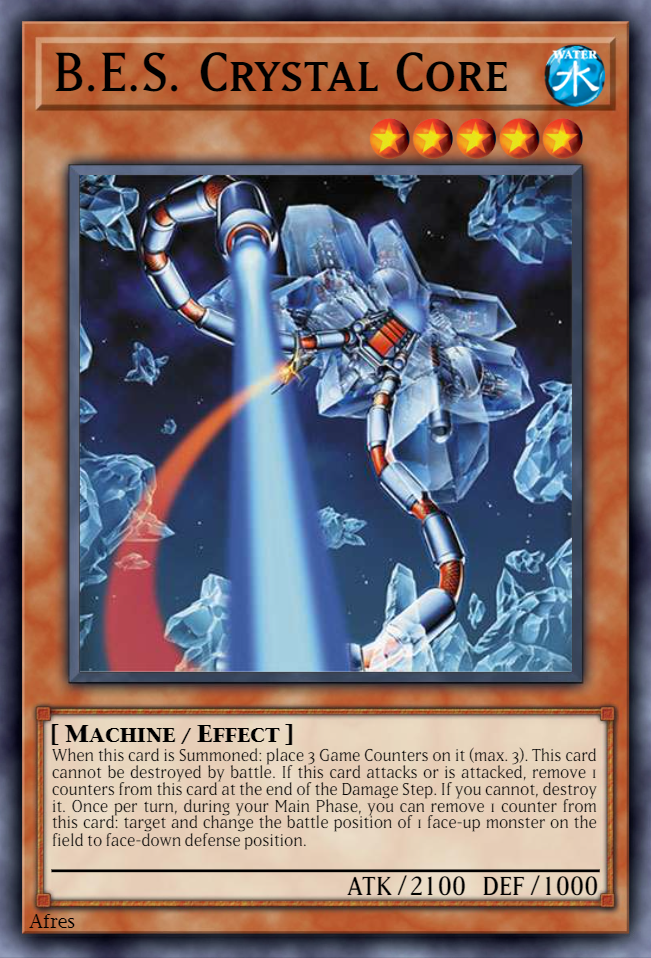 B.E.S. Crystal Core
WATER
水
[ Machine / Effect ]
When this card is Summoned: place 3 Game Counters on it (max. 3). This card
cannot be destroyed by battle. If this card attacks or is attacked, remove 1
counters from this card at the end of the Damage Step. If you cannot, destroy
it. Once per turn, during your Main Phase, you can remove 1 counter from
this card: target and change the battle position of 1 face-up monster on the
field to face-down defense position.
ATK / 2100 DEF / 1000
Afres